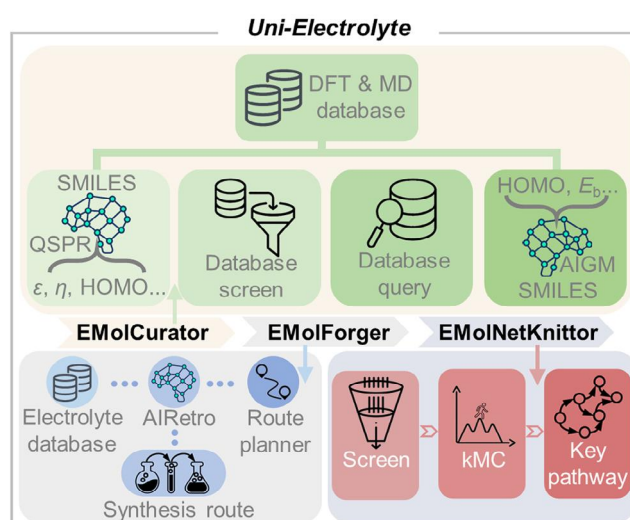 Uni-Electrolyte
DFT & MD
database
SMILES
QSPR
ε, η, HOMO...
Database
screen
Database
query
HOMO, E_b...
AIGM
SMILES
EMolCurator
EMolForger
EMolNetKnittor
Electrolyte
database
AIRetro
Route
planner
Synthesis route
Screen
kMC
Key
pathway